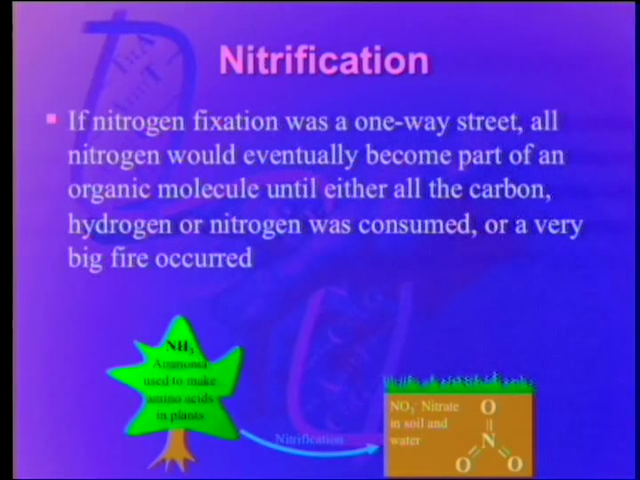 Nitrification
If nitrogen fixation was a one-way street, all
nitrogen would eventually become part of an
organic molecule until either all the carbon,
hydrogen or nitrogen was consumed, or a very
big fire occurred
NH3
Ammonia
used to make
amino acids
in plants
Nitrification
NO3- Nitrate
in soil and
water
O
N
O O